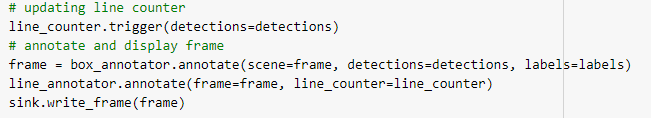 # updating line counter
line_counter.trigger(detections=detections)
# annotate and display frame
frame = box_annotator.annotate(scene=frame, detections=detections, labels=labels)
line_annotator.annotate(frame=frame, line_counter=line_counter)
sink.write_frame(frame)